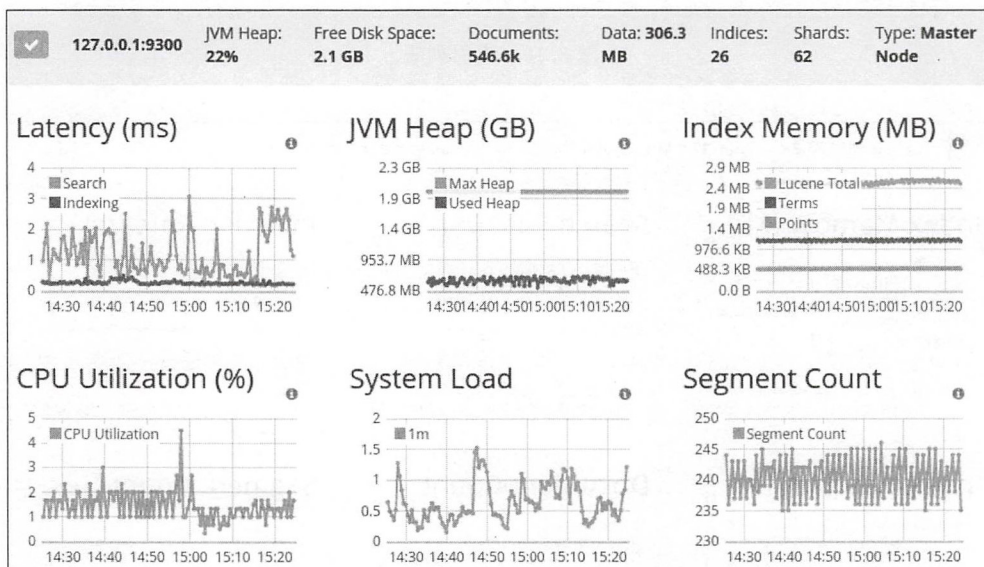 127.0.0.1:9300
JVM Heap: 22%
Free Disk Space: 2.1 GB
Documents: 546.6k
Data: 306.3 MB
Indices: 26
Shards: 62
Type: Master Node
Latency (ms)
4
3
2
1
0
Search
Indexing
14:30 14:40 14:50 15:00 15:10 15:20
JVM Heap (GB)
2.3 GB
1.9 GB
1.4 GB
953.7 MB
476.8 MB
Max Heap
Used Heap
14:30 14:40 14:50 15:00 15:10 15:20
Index Memory (MB)
2.9 MB
2.4 MB
1.9 MB
1.4 MB
976.6 KB
488.3 KB
0.0 B
Lucene Total
Terms
Points
14:30 14:40 14:50 15:00 15:10 15:20
CPU Utilization (%)
5
4
3
2
1
0
CPU Utilization
14:30 14:40 14:50 15:00 15:10 15:20
System Load
2
1.5
1
0.5
0
1m
14:30 14:40 14:50 15:00 15:10 15:20
Segment Count
250
245
240
235
230
Segment Count
14:30 14:40 14:50 15:00 15:10 15:20